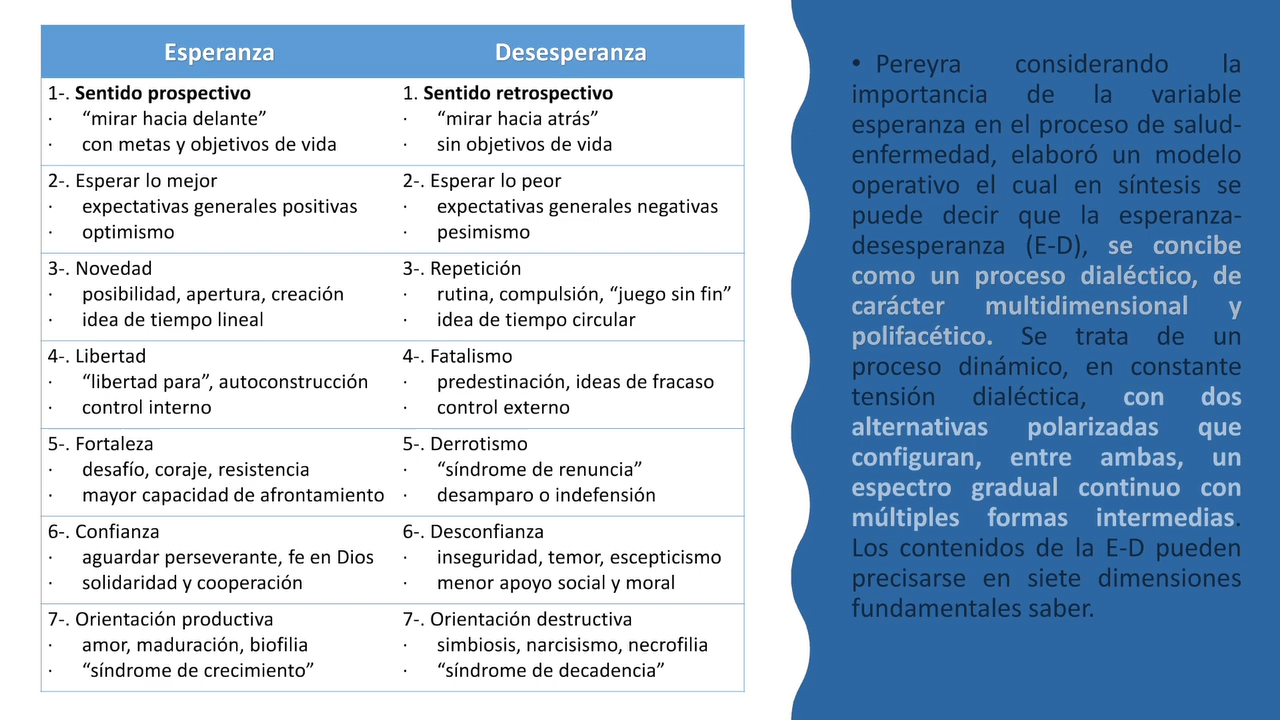 Esperanza Desesperanza
1-. Sentido prospectivo
· “mirar hacia delante”
· con metas y objetivos de vida
1. Sentido retrospectivo
· “mirar hacia atrás”
· sin objetivos de vida
2-. Esperar lo mejor
· expectativas generales positivas
· optimismo
2-. Esperar lo peor
· expectativas generales negativas
· pesimismo
3-. Novedad
· posibilidad, apertura, creación
· idea de tiempo lineal
3-. Repetición
· rutina, compulsión, “juego sin fin”
· idea de tiempo circular
4-. Libertad
· “libertad para”, autoconstrucción
· control interno
4-. Fatalismo
· predestinación, ideas de fracaso
· control externo
5-. Fortaleza
· desafío, coraje, resistencia
· mayor capacidad de afrontamiento
5-. Derrotismo
· “síndrome de renuncia”
· desamparo o indefensión
6-. Confianza
· aguardar perseverante, fe en Dios
· solidaridad y cooperación
6-. Desconfianza
· inseguridad, temor, escepticismo
· menor apoyo social y moral
7-. Orientación productiva
· amor, maduración, biofilia
· “síndrome de crecimiento”
7-. Orientación destructiva
· simbiosis, narcisismo, necrofilia
· “síndrome de decadencia”
• Pereyra considerando la
importancia de la variable
esperanza en el proceso de salud-
enfermedad, elaboró un modelo
operativo el cual en síntesis se
puede decir que la esperanza-
desesperanza (E-D), se concibe
como un proceso dialéctico, de
carácter multidimensional y
polifacético. Se trata de un
proceso dinámico, en constante
tensión dialéctica, con dos
alternativas polarizadas que
configuran, entre ambas, un
espectro gradual continuo con
múltiples formas intermedias.
Los contenidos de la E-D pueden
precisarse en siete dimensiones
fundamentales saber.